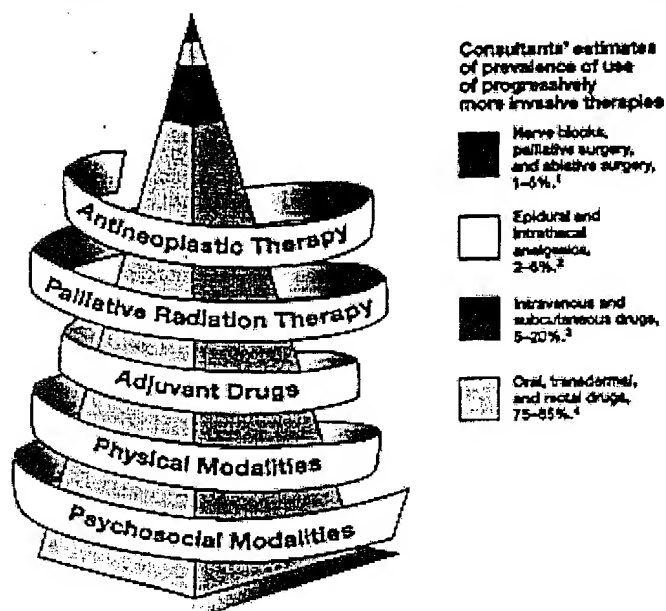 Antineoplastic Therapy
Palliative Radiation Therapy
Adjuvant Drugs
Physical Modalities
Psychosocial Modalities
Consultants' estimates
of prevalence of use
of progressively
more invasive therapies
Nerve blocks,
palliative surgery,
and ablative surgery,
1–5%.¹
Epidural and
intrathecal
analgesics,
2–6%.²
Intravenous and
subcutaneous drugs,
5–20%.³
Oral, transdermal,
and rectal drugs,
75–85%.⁴